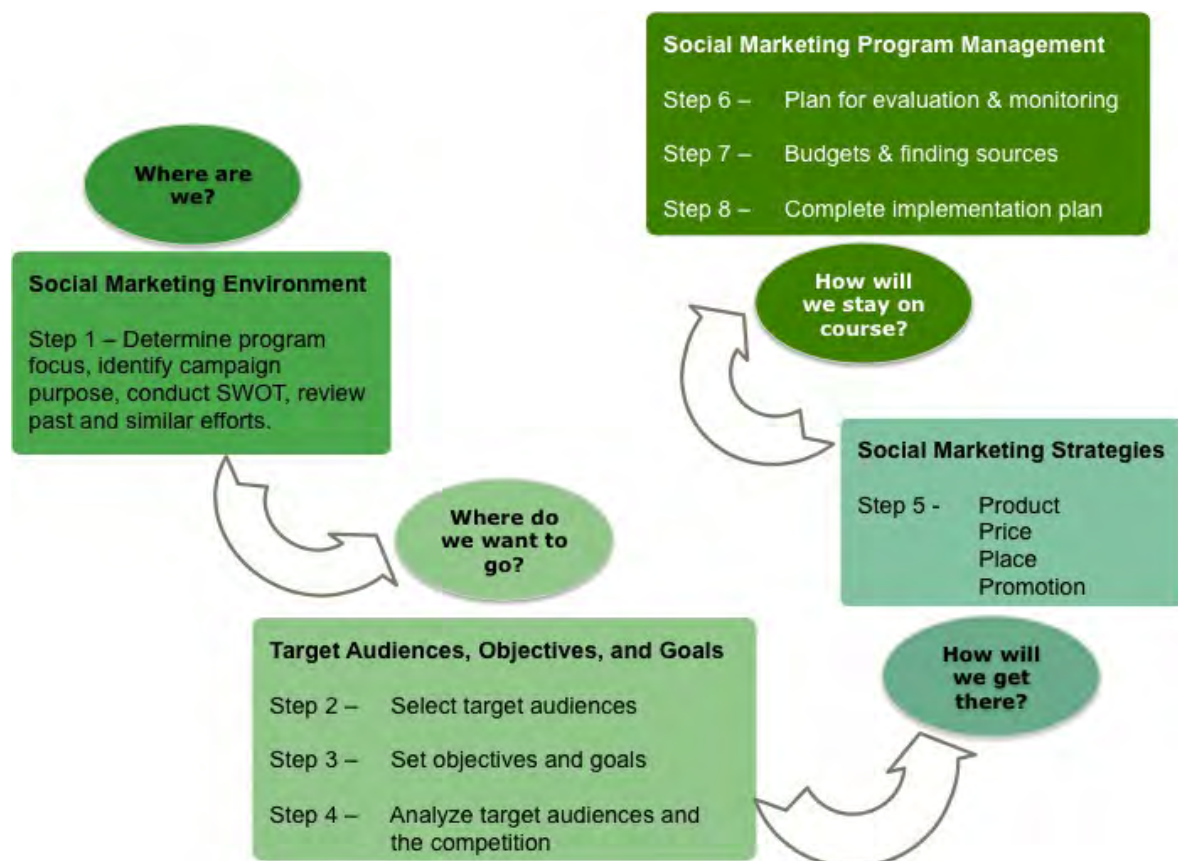 Where are
we?
Social Marketing Environment
Step 1 – Determine program
focus, identify campaign
purpose, conduct SWOT, review
past and similar efforts.
Where do
we want to
go?
Target Audiences, Objectives, and Goals
Step 2 – Select target audiences
Step 3 – Set objectives and goals
Step 4 – Analyze target audiences and
the competition
How will
we get
there?
Social Marketing Strategies
Step 5 - Product
Price
Place
Promotion
How will
we stay on
course?
Social Marketing Program Management
Step 6 – Plan for evaluation & monitoring
Step 7 – Budgets & finding sources
Step 8 – Complete implementation plan